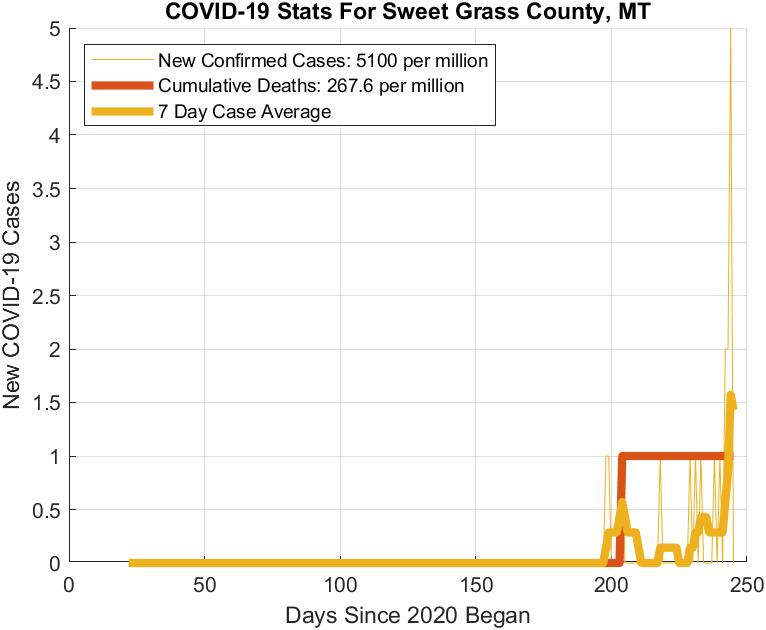 COVID-19 Stats For Sweet Grass County, MT
New Confirmed Cases: 5100 per million
Cumulative Deaths: 267.6 per million
7 Day Case Average
New COVID-19 Cases
5
4.5
4
3.5
3
2.5
2
1.5
1
0.5
0
0 50 100 150 200 250
Days Since 2020 Began